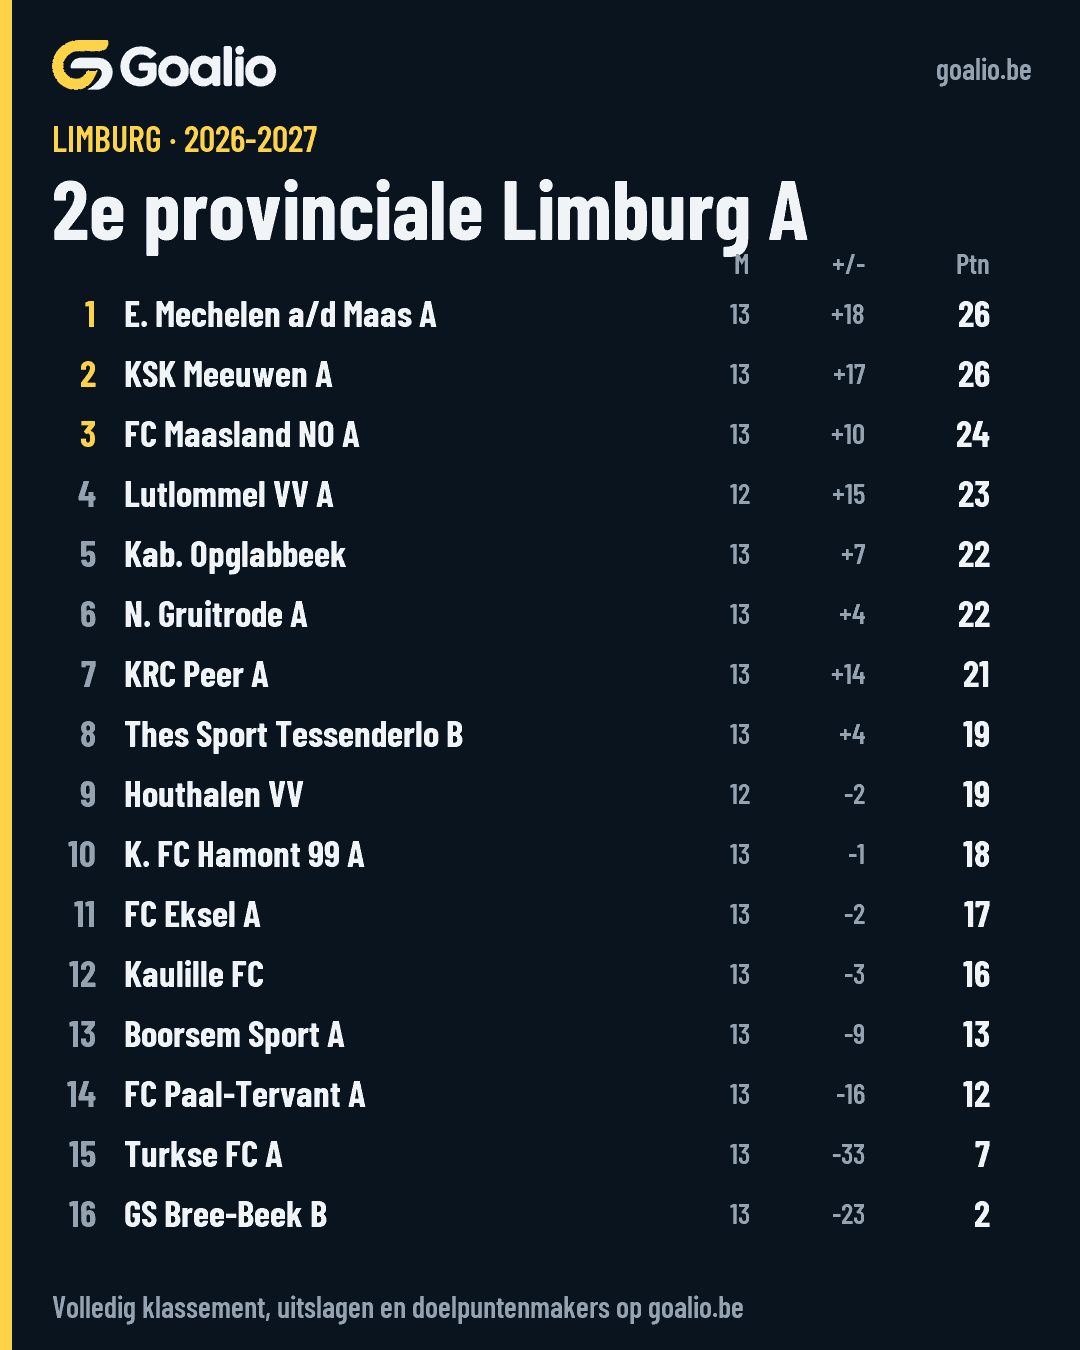 Goalio
goalio.be
LIMBURG · 2026-2027
2e provinciale Limburg A
M +/- Ptn
1 E. Mechelen a/d Maas A 13 +18 26
2 KSK Meeuwen A 13 +17 26
3 FC Maasland NO A 13 +10 24
4 Lutlommel VV A 12 +15 23
5 Kab. Opglabbeek 13 +7 22
6 N. Gruitrode A 13 +4 22
7 KRC Peer A 13 +14 21
8 Thes Sport Tessenderlo B 13 +4 19
9 Houthalen VV 12 -2 19
10 K. FC Hamont 99 A 13 -1 18
11 FC Eksel A 13 -2 17
12 Kaulille FC 13 -3 16
13 Boorsem Sport A 13 -9 13
14 FC Paal-Tervant A 13 -16 12
15 Turkse FC A 13 -33 7
16 GS Bree-Beek B 13 -23 2
Volledig klassement, uitslagen en doelpuntenmakers op goalio.be